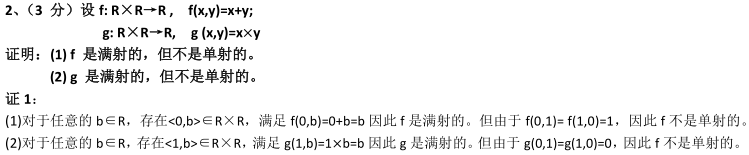 2、(3 分) 设 f: R×R→R， f(x,y)=x+y;
g: R×R→R, g (x,y)=x×y
证明：(1) f 是满射的，但不是单射的。
(2) g 是满射的，但不是单射的。
证 1：
(1)对于任意的 b∈R，存在<0,b>∈R×R，满足 f(0,b)=0+b=b 因此 f 是满射的。但由于 f(0,1)= f(1,0)=1，因此 f 不是单射的。
(2)对于任意的 b∈R，存在<1,b>∈R×R，满足 g(1,b)=1×b=b 因此 g 是满射的。但由于 g(0,1)=g(1,0)=0，因此 f 不是单射的。